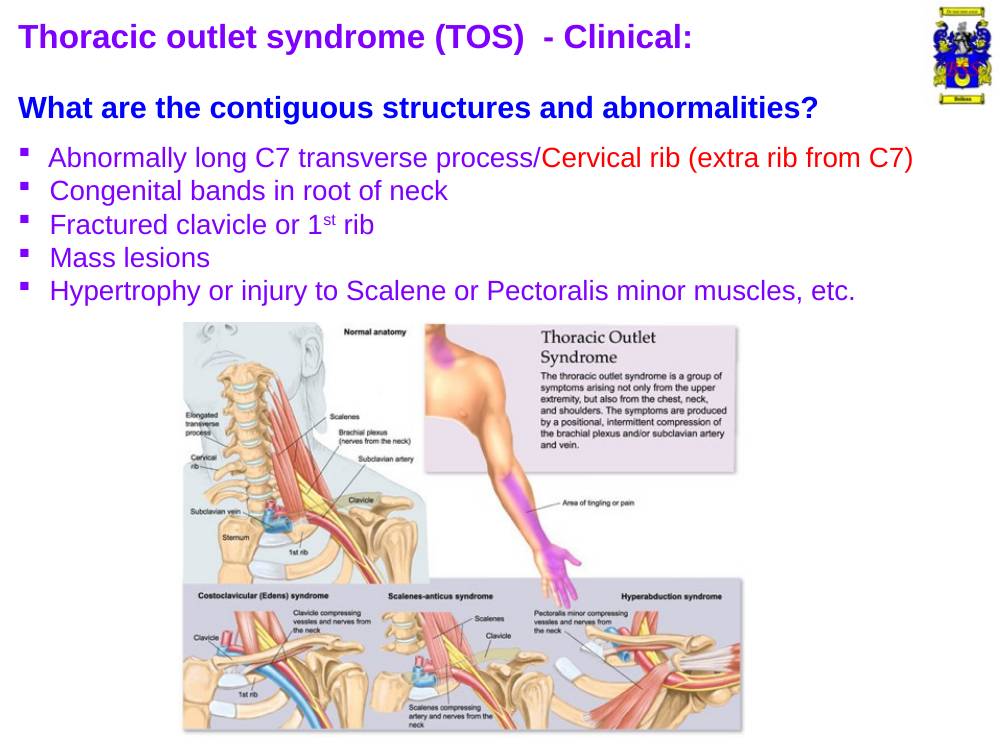 Thoracic outlet syndrome (TOS) - Clinical:
What are the contiguous structures and abnormalities?
▪ Abnormally long C7 transverse process/Cervical rib (extra rib from C7)
▪ Congenital bands in root of neck
▪ Fractured clavicle or 1st rib
▪ Mass lesions
▪ Hypertrophy or injury to Scalene or Pectoralis minor muscles, etc.
Normal anatomy
Elongated
transverse
process
Cervical
rib
Subclavian vein
Sternum
1st rib
Scalenes
Brachial plexus
(nerves from the neck)
Subclavian artery
Clavicle
Thoracic Outlet
Syndrome
The throracic outlet syndrome is a group of
symptoms arising not only from the upper
extremity, but also from the chest, neck,
and shoulders. The symptoms are produced
by a positional, intermittent compression of
the brachial plexus and/or subclavian artery
and vein.
Area of tingling or pain
Costoclavicular (Edens) syndrome
Clavicle compressing
vessles and nerves from
the neck
Clavicle
1st rib
Scalenes-anticus syndrome
Scalenes
Clavicle
Scalenes compressing
artery and nerves from the
neck
Hyperabduction syndrome
Pectoralis minor compressing
vessles and nerves from
the neck